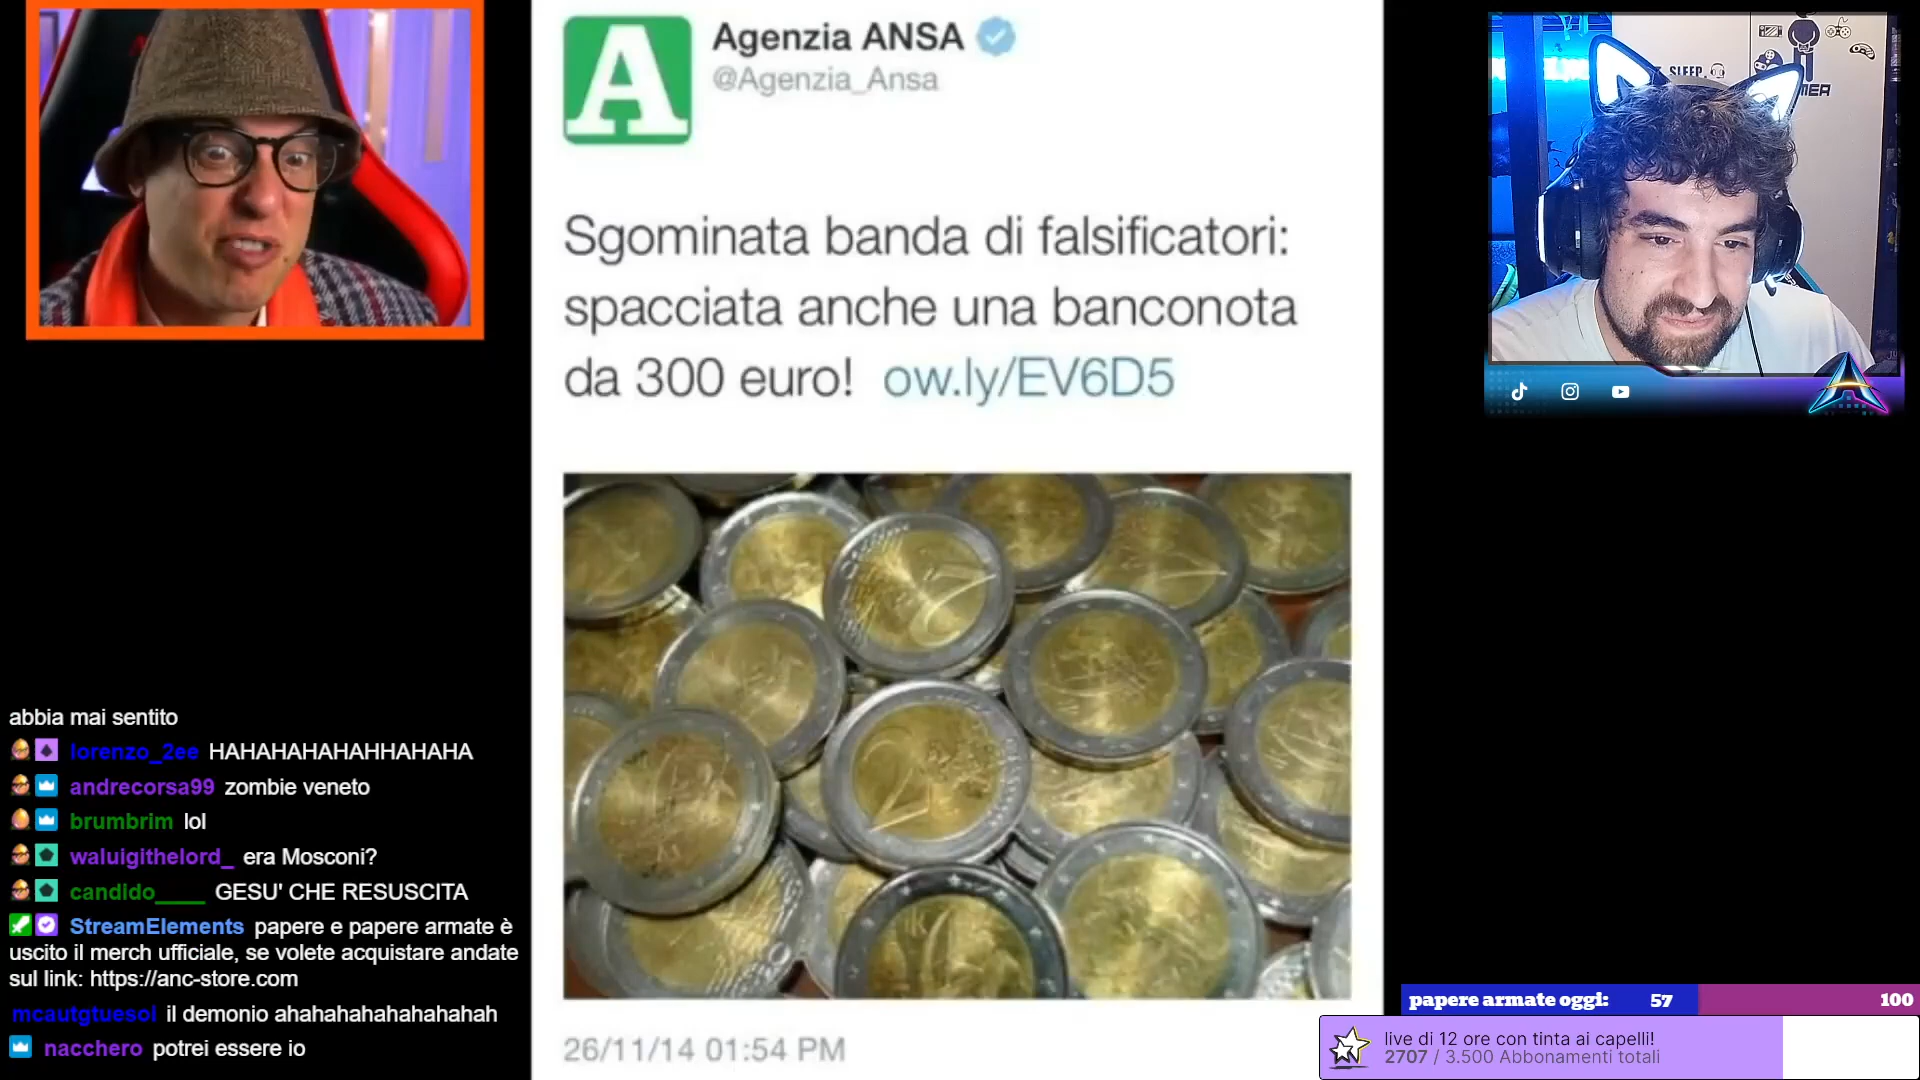 Agenzia ANSA
@Agenzia_Ansa
Sgominata banda di falsificatori:
spacciata anche una banconota
da 300 euro! ow.ly/EV6D5
26/11/14 01:54 PM
SLEEP
abbia mai sentito
lorenzo_2ee HAHAHAHAHAHHAHAHA
andrecorsa99 zombie veneto
brumbrim lol
waluigithelord_ era Mosconi?
candido____ GESU' CHE RESUSCITA
StreamElements papere e papere armate è
uscito il merch ufficiale, se volete acquistare andate
sul link: https://anc-store.com
mcautgtuesol il demonio ahahahahahahahahah
nacchero potrei essere io
papere armate oggi: 57 100
live di 12 ore con tinta ai capelli!
2707 / 3.500 Abbonamenti totali